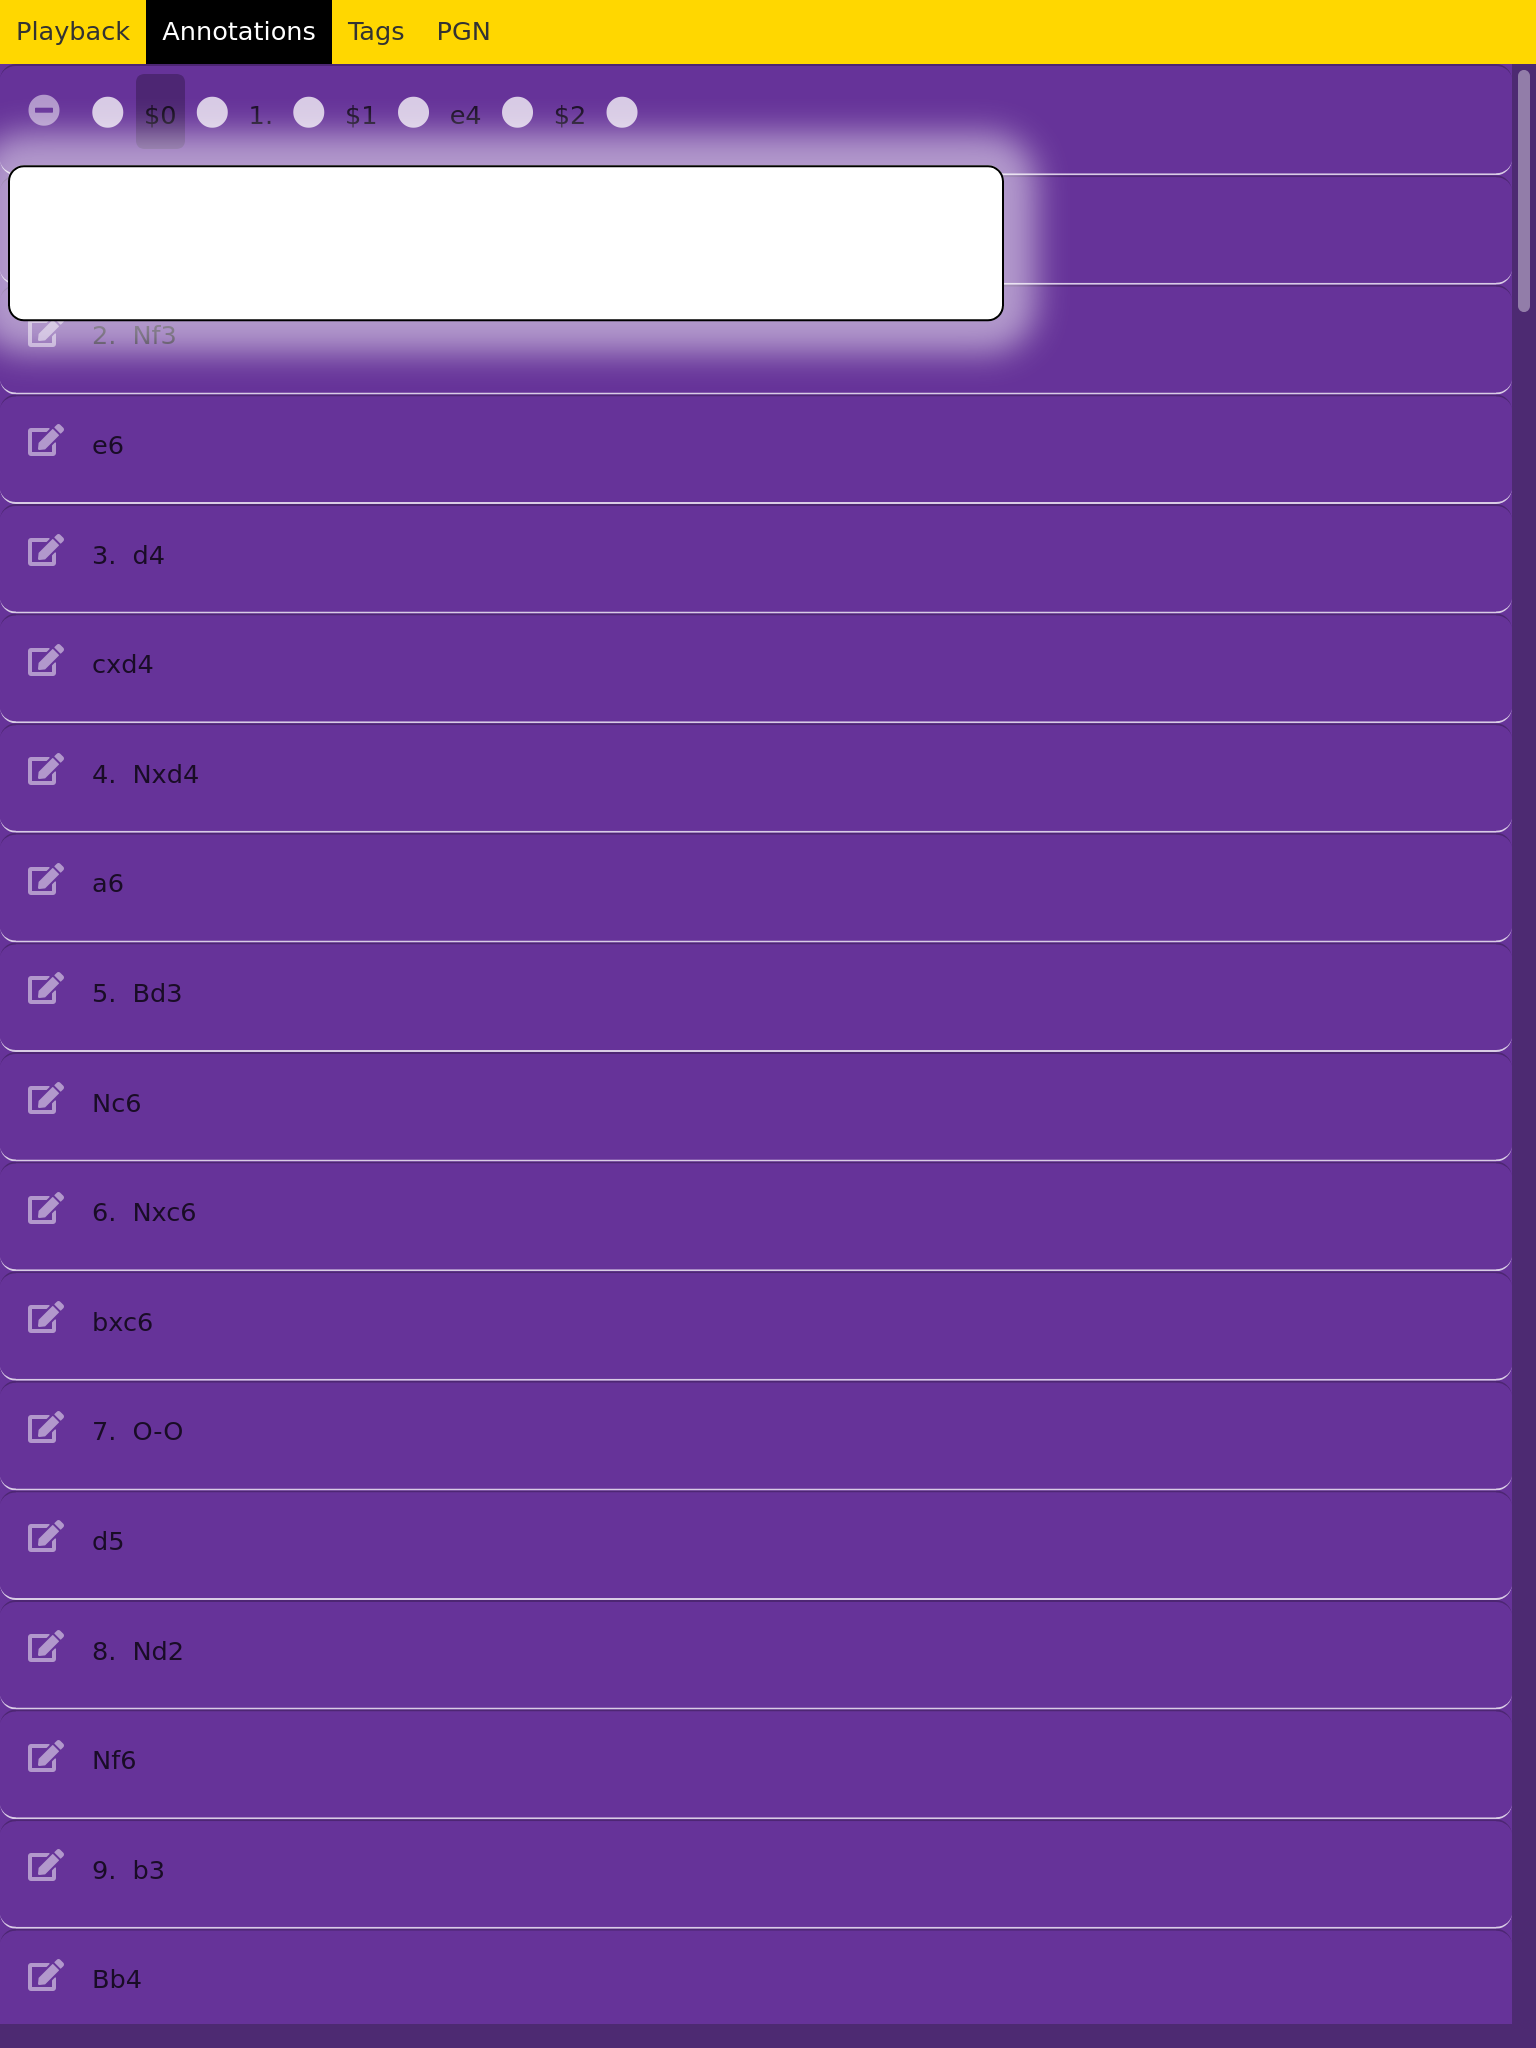 Playback Annotations Tags PGN
$0 1. $1 e4 $2
2. Nf3
e6
3. d4
cxd4
4. Nxd4
a6
5. Bd3
Nc6
6. Nxc6
bxc6
7. O-O
d5
8. Nd2
Nf6
9. b3
Bb4